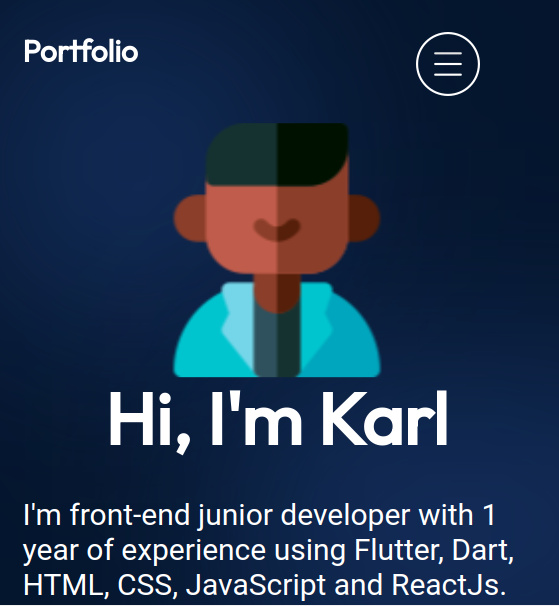 Portfolio
Hi, I'm Karl
I'm front-end junior developer with 1
year of experience using Flutter, Dart,
HTML, CSS, JavaScript and ReactJs.